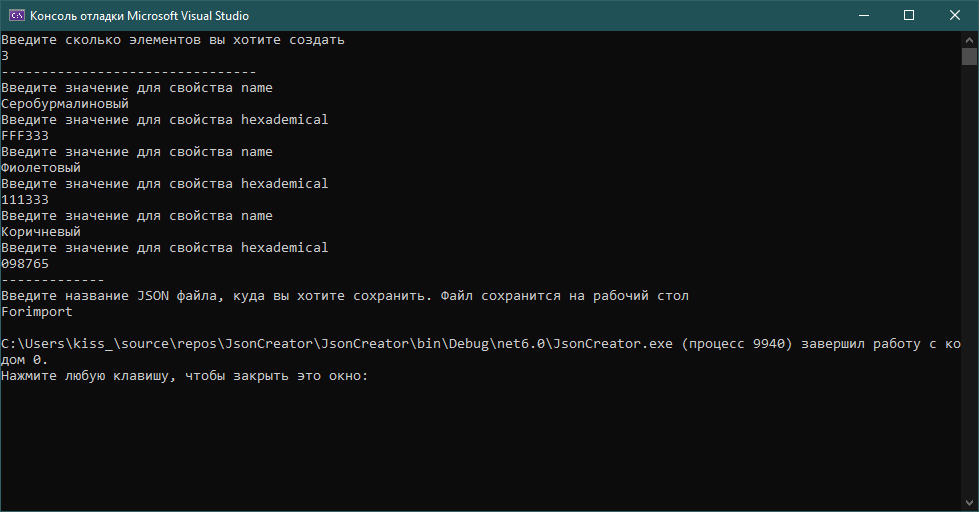 Консоль отладки Microsoft Visual Studio
Введите сколько элементов вы хотите создать
3
--------------------------------
Введите значение для свойства name
Серобурмалиновый
Введите значение для свойства hexademical
FFF333
Введите значение для свойства name
Фиолетовый
Введите значение для свойства hexademical
111333
Введите значение для свойства name
Коричневый
Введите значение для свойства hexademical
098765
-------------
Введите название JSON файла, куда вы хотите сохранить. Файл сохранится на рабочий стол
Forimport
C:\Users\kiss_\source\repos\JsonCreator\JsonCreator\bin\Debug\net6.0\JsonCreator.exe (процесс 9940) завершил работу с ко
дом 0.
Нажмите любую клавишу, чтобы закрыть это окно: